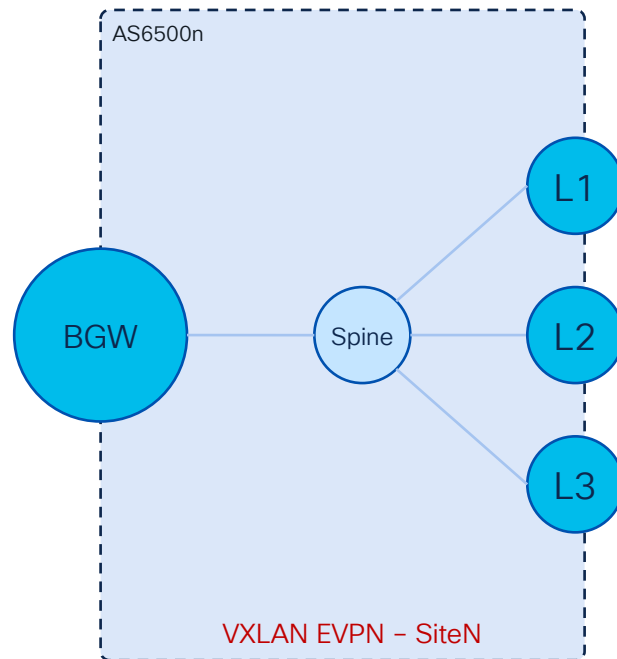 AS6500n
L1
BGW
Spine
L2
L3
VXLAN EVPN – SiteN